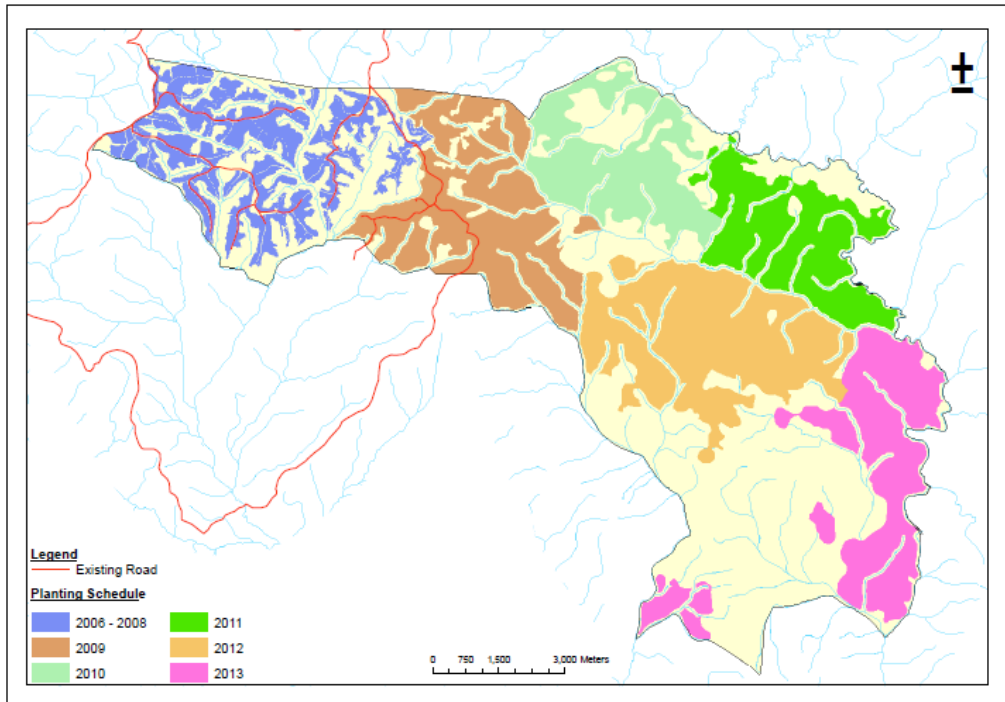 Legend
Existing Road
Planting Schedule
2006 - 2008
2009
2010
2011
2012
2013
0 750 1,500 3,000 Meters